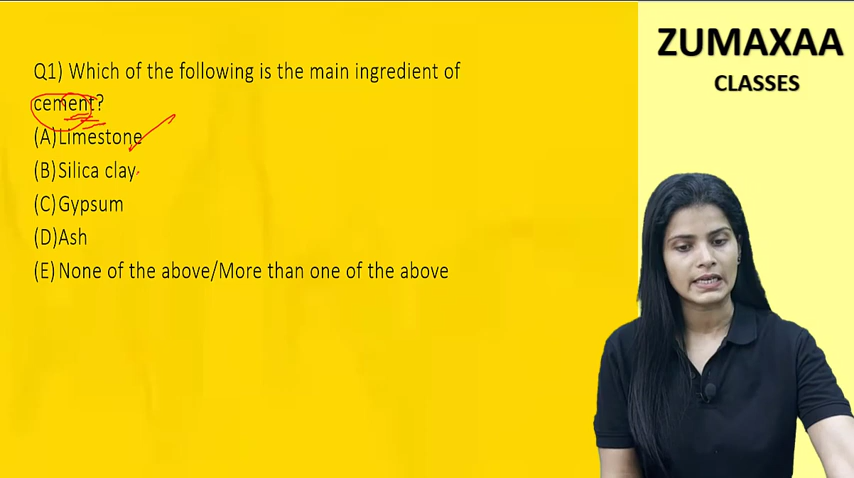 ZUMAXAA
CLASSES
Q1) Which of the following is the main ingredient of
cement?
(A)Limestone
(B)Silica clay
(C)Gypsum
(D)Ash
(E)None of the above/More than one of the above